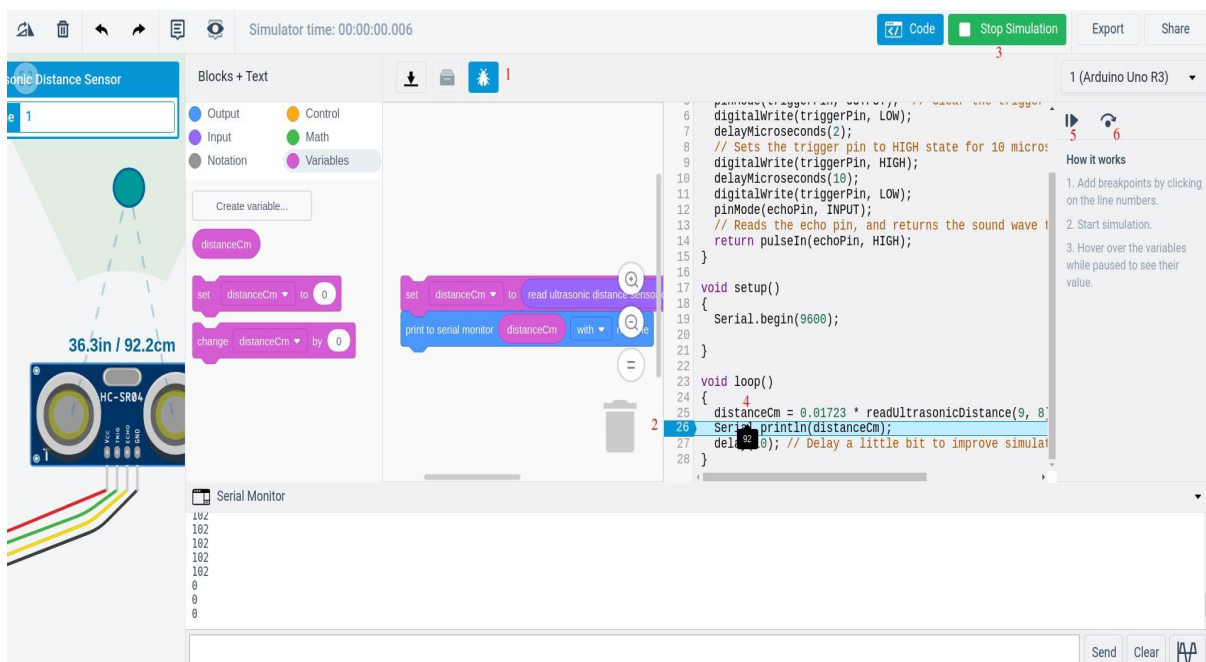 Simulator time: 00:00:00.006
Code
Stop Simulation
3
Export
Share
sonic Distance Sensor
e 1
36.3in / 92.2cm
HC-SR04
VCC
TRIG
ECHO
GND
1
Blocks + Text
1
Output
Control
Input
Math
Notation
Variables
Create variable...
distanceCm
set distanceCm to 0
change distanceCm by 0
set distanceCm to read ultrasonic distance sensor
print to serial monitor distanceCm with
=
2
6 digitalWrite(triggerPin, LOW);
7 delayMicroseconds(2);
8 // Sets the trigger pin to HIGH state for 10 micros
9 digitalWrite(triggerPin, HIGH);
10 delayMicroseconds(10);
11 digitalWrite(triggerPin, LOW);
12 pinMode(echoPin, INPUT);
13 // Reads the echo pin, and returns the sound wave t
14 return pulseIn(echoPin, HIGH);
15 }
16
17 void setup()
18 {
19 Serial.begin(9600);
20
21 }
22
23 void loop()
24 {
4
25 distanceCm = 0.01723 * readUltrasonicDistance(9, 8)
26 Serial.println(distanceCm);
92
27 delay(10); // Delay a little bit to improve simulat
28 }
1 (Arduino Uno R3)
5
6
How it works
1. Add breakpoints by clicking
on the line numbers.
2. Start simulation.
3. Hover over the variables
while paused to see their
value.
Serial Monitor
102
102
102
102
102
0
0
0
Send
Clear